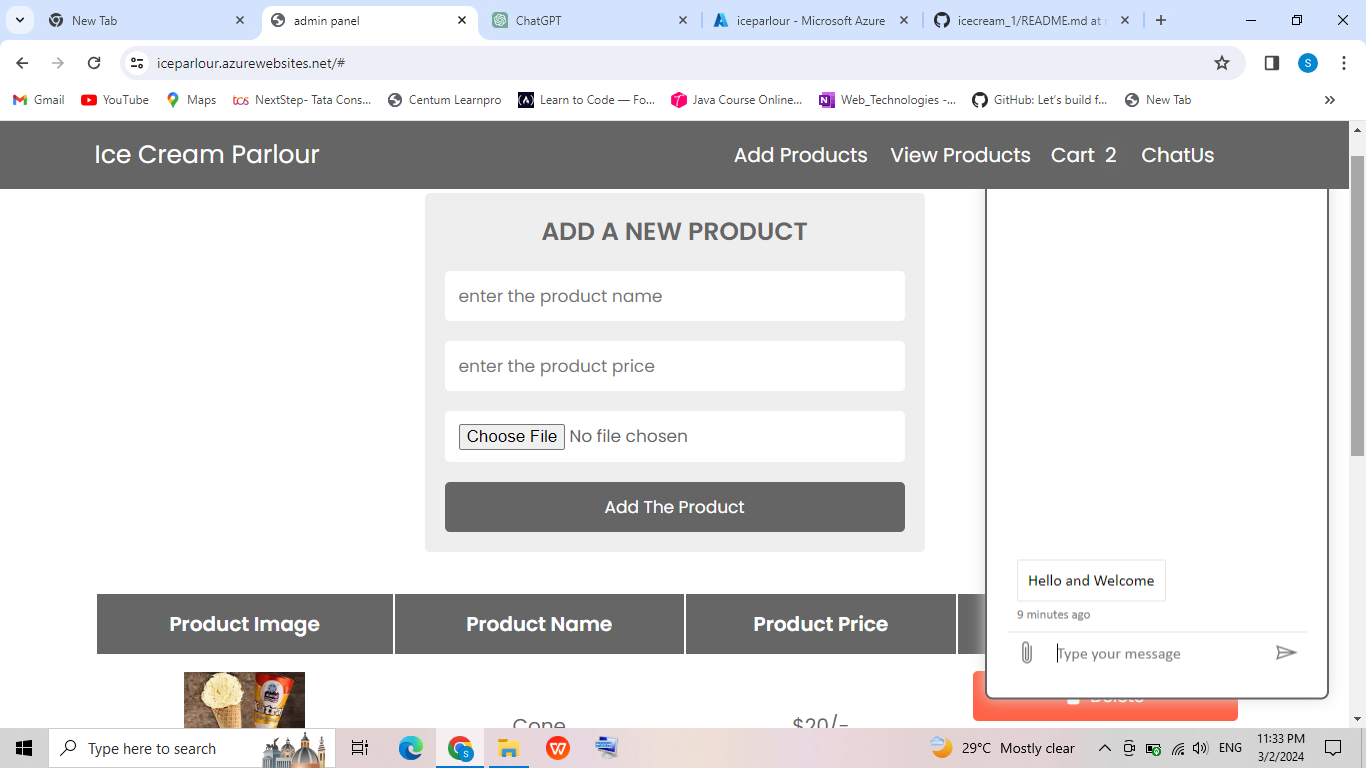 New Tab
admin panel
ChatGPT
iceparlour - Microsoft Azure
icecream_1/README.md at
iceparlour.azurewebsites.net/#
S
Gmail
YouTube
Maps
tcs NextStep- Tata Cons...
Centum Learnpro
Learn to Code — Fo...
Java Course Online...
Web_Technologies -...
GitHub: Let's build f...
New Tab
Ice Cream Parlour
Add Products
View Products
Cart 2
ChatUs
ADD A NEW PRODUCT
enter the product name
enter the product price
Choose File No file chosen
Add The Product
Hello and Welcome
9 minutes ago
Type your message
Product Image
Product Name
Product Price
Cone
$20/-
Delete
Type here to search
29°C Mostly clear
ENG
11:33 PM
3/2/2024